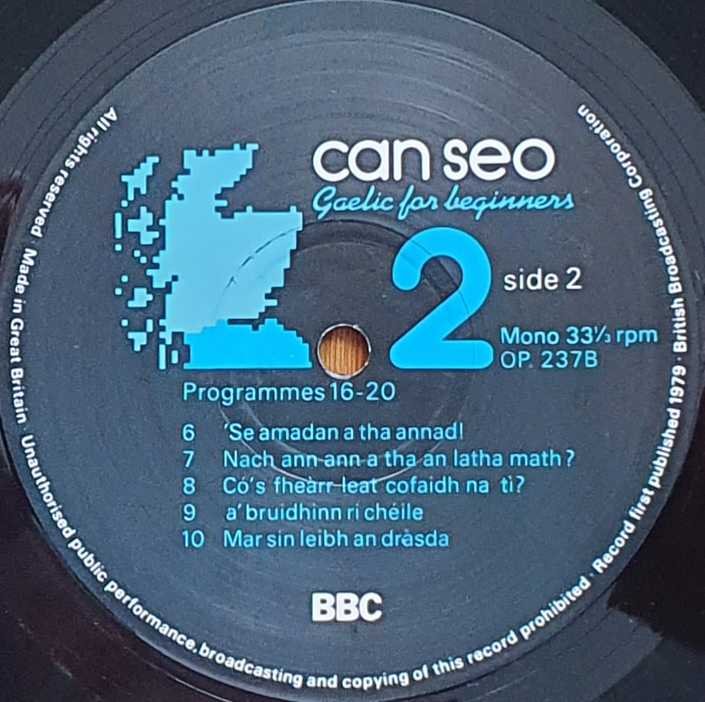 can seo
Gaelic for beginners
2 side 2
Mono 33⅓ rpm
OP. 237B
Programmes 16-20
6 'Se amadan a tha annad!
7 Nach ann ann a tha an latha math?
8 Có's fheàrr leat cofaidh na tì?
9 a' bruidhinn ri chéile
10 Mar sin leibh an dràsda
BBC
All rights reserved · Made in Great Britain · Unauthorised public performance, broadcasting and copying of this record prohibited · Record first published 1979 · British Broadcasting Corporation